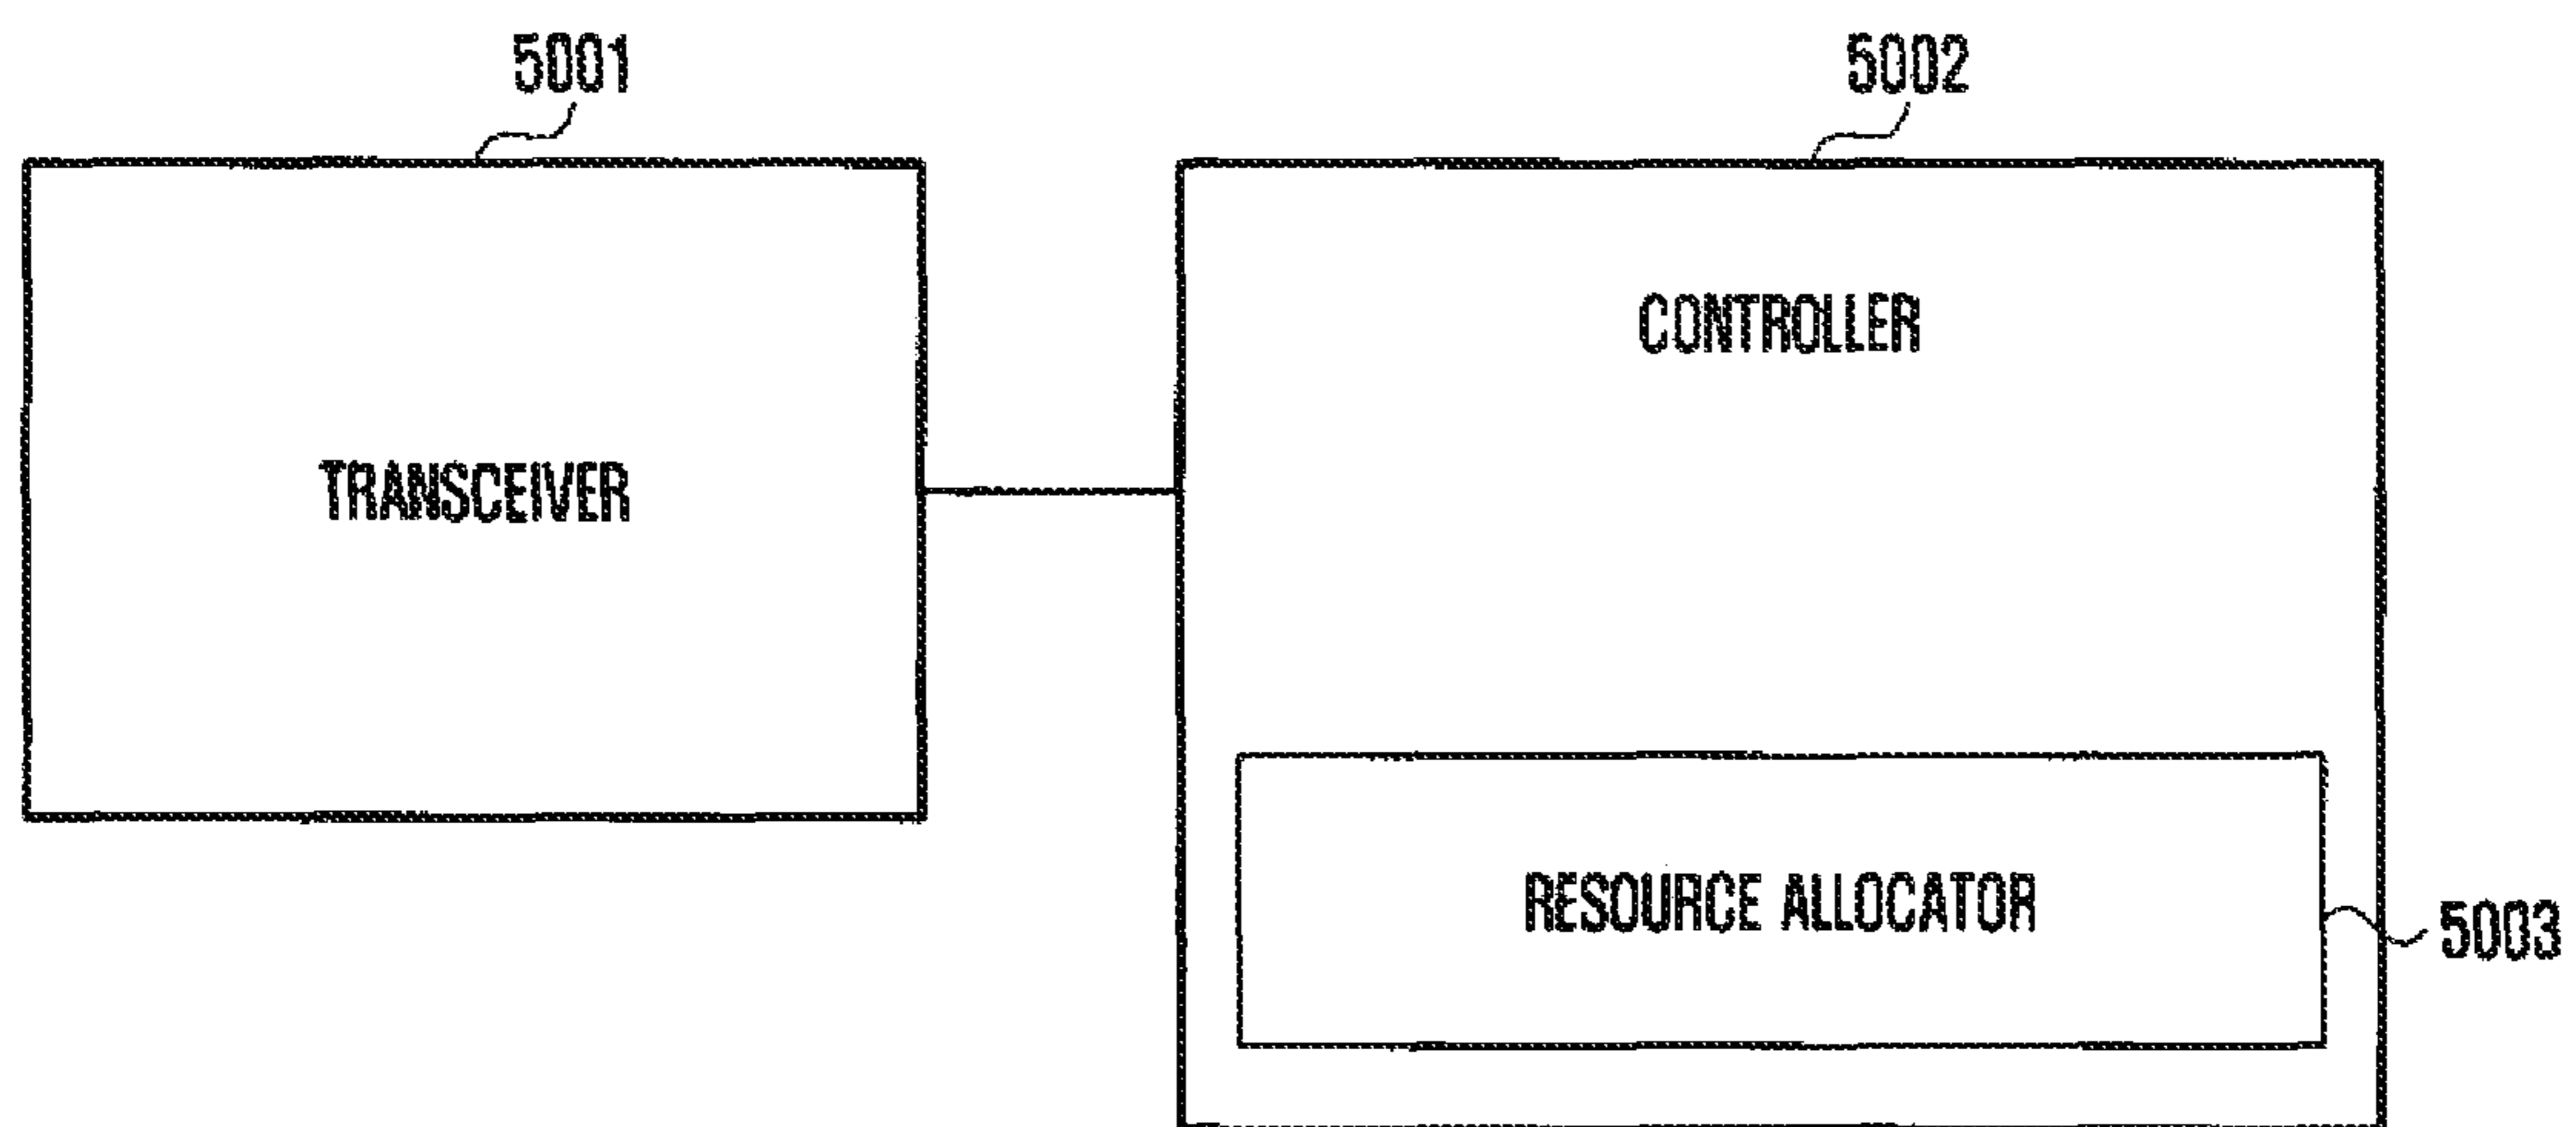 5001
5002
CONTROLLER
TRANSCEIVER
RESOURCE ALLOCATOR
5003